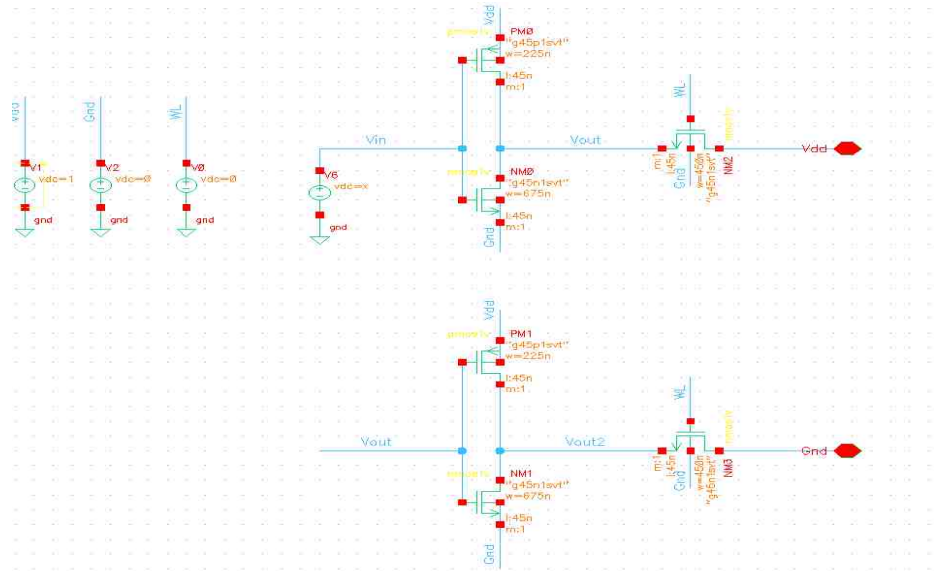 Vdd
PM0
"g45p1svt"
w=225n
l:45n
m:1
Vdd
Gnd
WL
V1
vdc=1
gnd
V2
vdc=0
gnd
V0
vdc=0
gnd
Vin
V6
vdc=x
gnd
NM0
"g45n1svt"
w=675n
l:45n
m:1
Gnd
Vout
WL
m:1
l:45n
Gnd
w=450n
"g45n1svt"
NM2
Vdd
Vdd
PM1
"g45p1svt"
w=225n
l:45n
m:1
Vout
NM1
"g45n1svt"
w=675n
l:45n
m:1
Gnd
Vout2
WL
m:1
l:45n
Gnd
w=450n
"g45n1svt"
NM3
Gnd